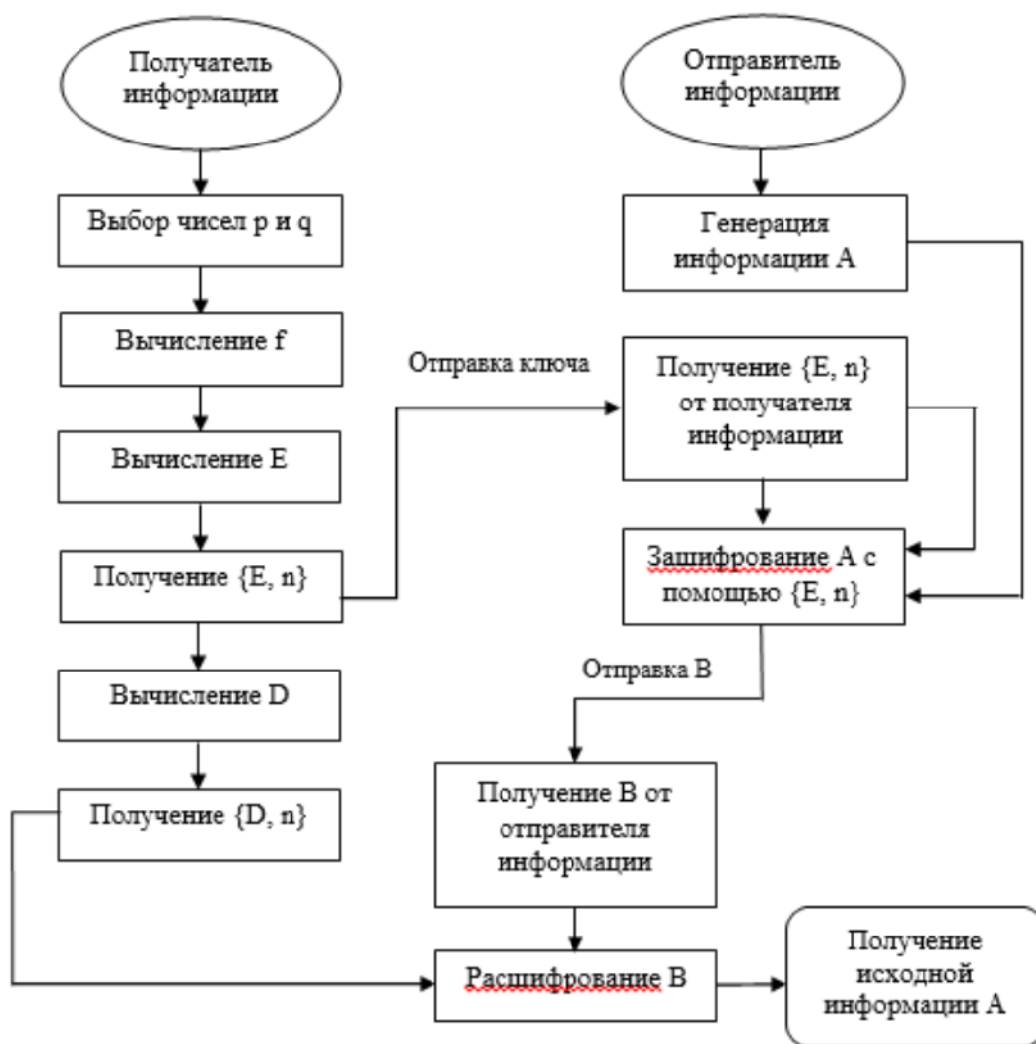 Получатель
информации
Отправитель
информации
Выбор чисел p и q
Генерация
информации А
Вычисление f
Отправка ключа
Получение {E, n}
от получателя
информации
Вычисление E
Получение {E, n}
Зашифрование А с
помощью {E, n}
Вычисление D
Отправка В
Получение {D, n}
Получение В от
отправителя
информации
Расшифрование В
Получение
исходной
информации А